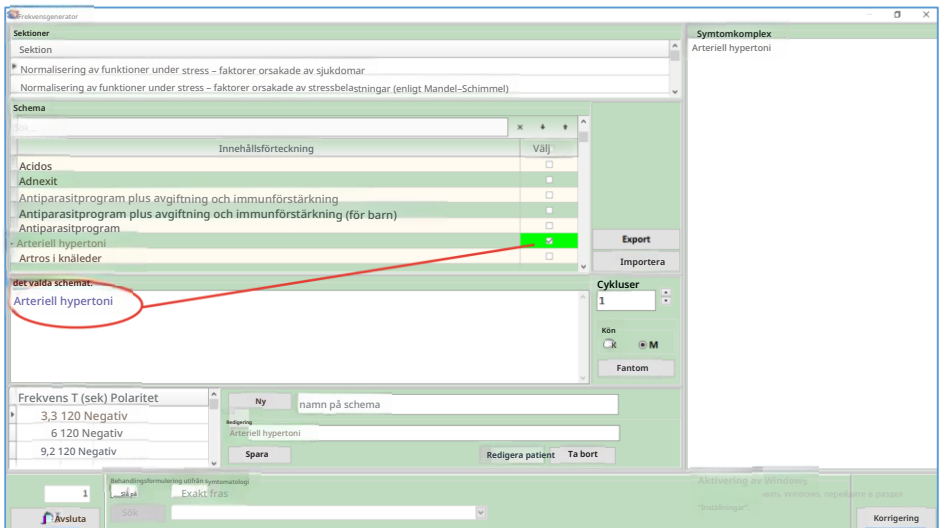 Frekvensgenerator
Sektioner
Sektion
Normalisering av funktioner under stress – faktorer orsakade av sjukdomar
Normalisering av funktioner under stress – faktorer orsakade av stressbelastningar (enligt Mandel–Schimmel)
Schema
Innehållsförteckning Välj
Acidos
Adnexit
Antiparasitprogram plus avgiftning och immunförstärkning
Antiparasitprogram plus avgiftning och immunförstärkning (för barn)
Antiparasitprogram
Arteriell hypertoni
Artros i knäleder
Export
Importera
det valda schemat.
Arteriell hypertoni
Cykluser
1
Kön
K M
Fantom
Frekvens T (sek) Polaritet
3,3 120 Negativ
6 120 Negativ
9,2 120 Negativ
Ny namn på schema
Redigering
Arteriell hypertoni
Spara Redigera patient Ta bort
Symtomkomplex
Arteriell hypertoni
1
Avsluta
Behandlingsformulering utifrån symtomatologi
Exakt fras
Sök
Aktivering av Windows
Windows, перейдите в раздел
"Inställningar".
Korrigering